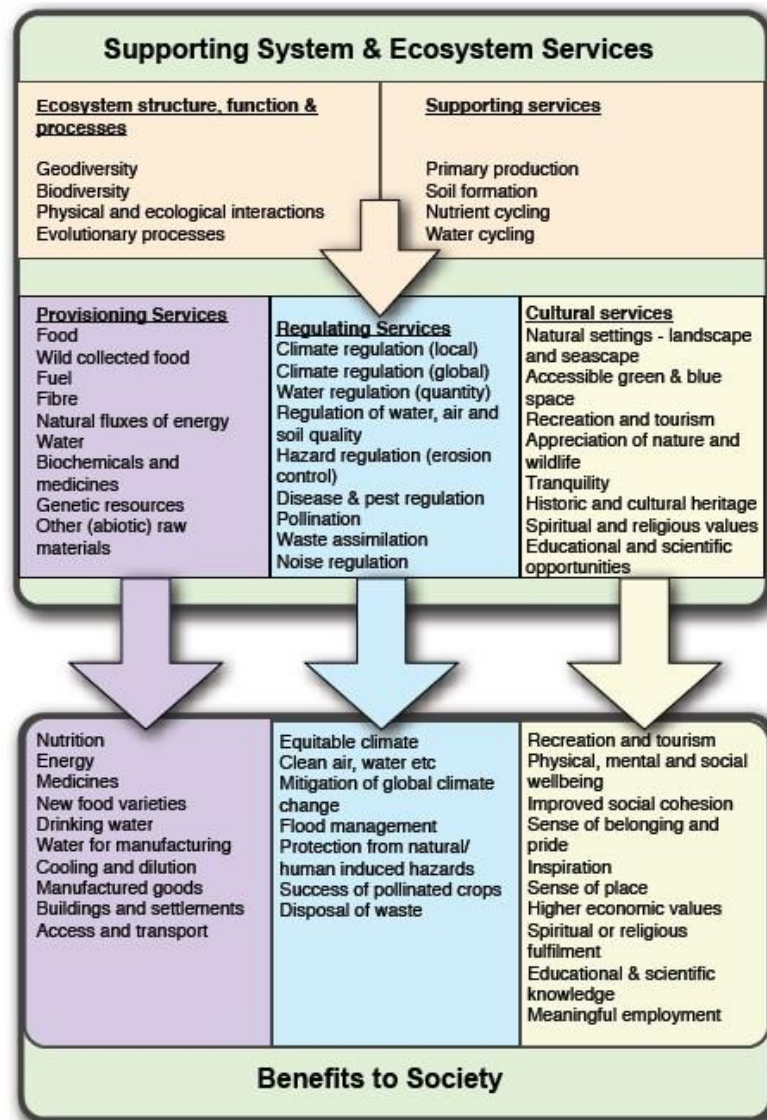 Supporting System & Ecosystem Services
Ecosystem structure, function &
processes
Geodiversity
Biodiversity
Physical and ecological interactions
Evolutionary processes
Supporting services
Primary production
Soil formation
Nutrient cycling
Water cycling
Provisioning Services
Food
Wild collected food
Fuel
Fibre
Natural fluxes of energy
Water
Biochemicals and
medicines
Genetic resources
Other (abiotic) raw
materials
Regulating Services
Climate regulation (local)
Climate regulation (global)
Water regulation (quantity)
Regulation of water, air and
soil quality
Hazard regulation (erosion
control)
Disease & pest regulation
Pollination
Waste assimilation
Noise regulation
Cultural services
Natural settings - landscape
and seascape
Accessible green & blue
space
Recreation and tourism
Appreciation of nature and
wildlife
Tranquility
Historic and cultural heritage
Spiritual and religious values
Educational and scientific
opportunities
Nutrition
Energy
Medicines
New food varieties
Drinking water
Water for manufacturing
Cooling and dilution
Manufactured goods
Buildings and settlements
Access and transport
Equitable climate
Clean air, water etc
Mitigation of global climate
change
Flood management
Protection from natural/
human induced hazards
Success of pollinated crops
Disposal of waste
Recreation and tourism
Physical, mental and social
wellbeing
Improved social cohesion
Sense of belonging and
pride
Inspiration
Sense of place
Higher economic values
Spiritual or religious
fulfilment
Educational & scientific
knowledge
Meaningful employment
Benefits to Society